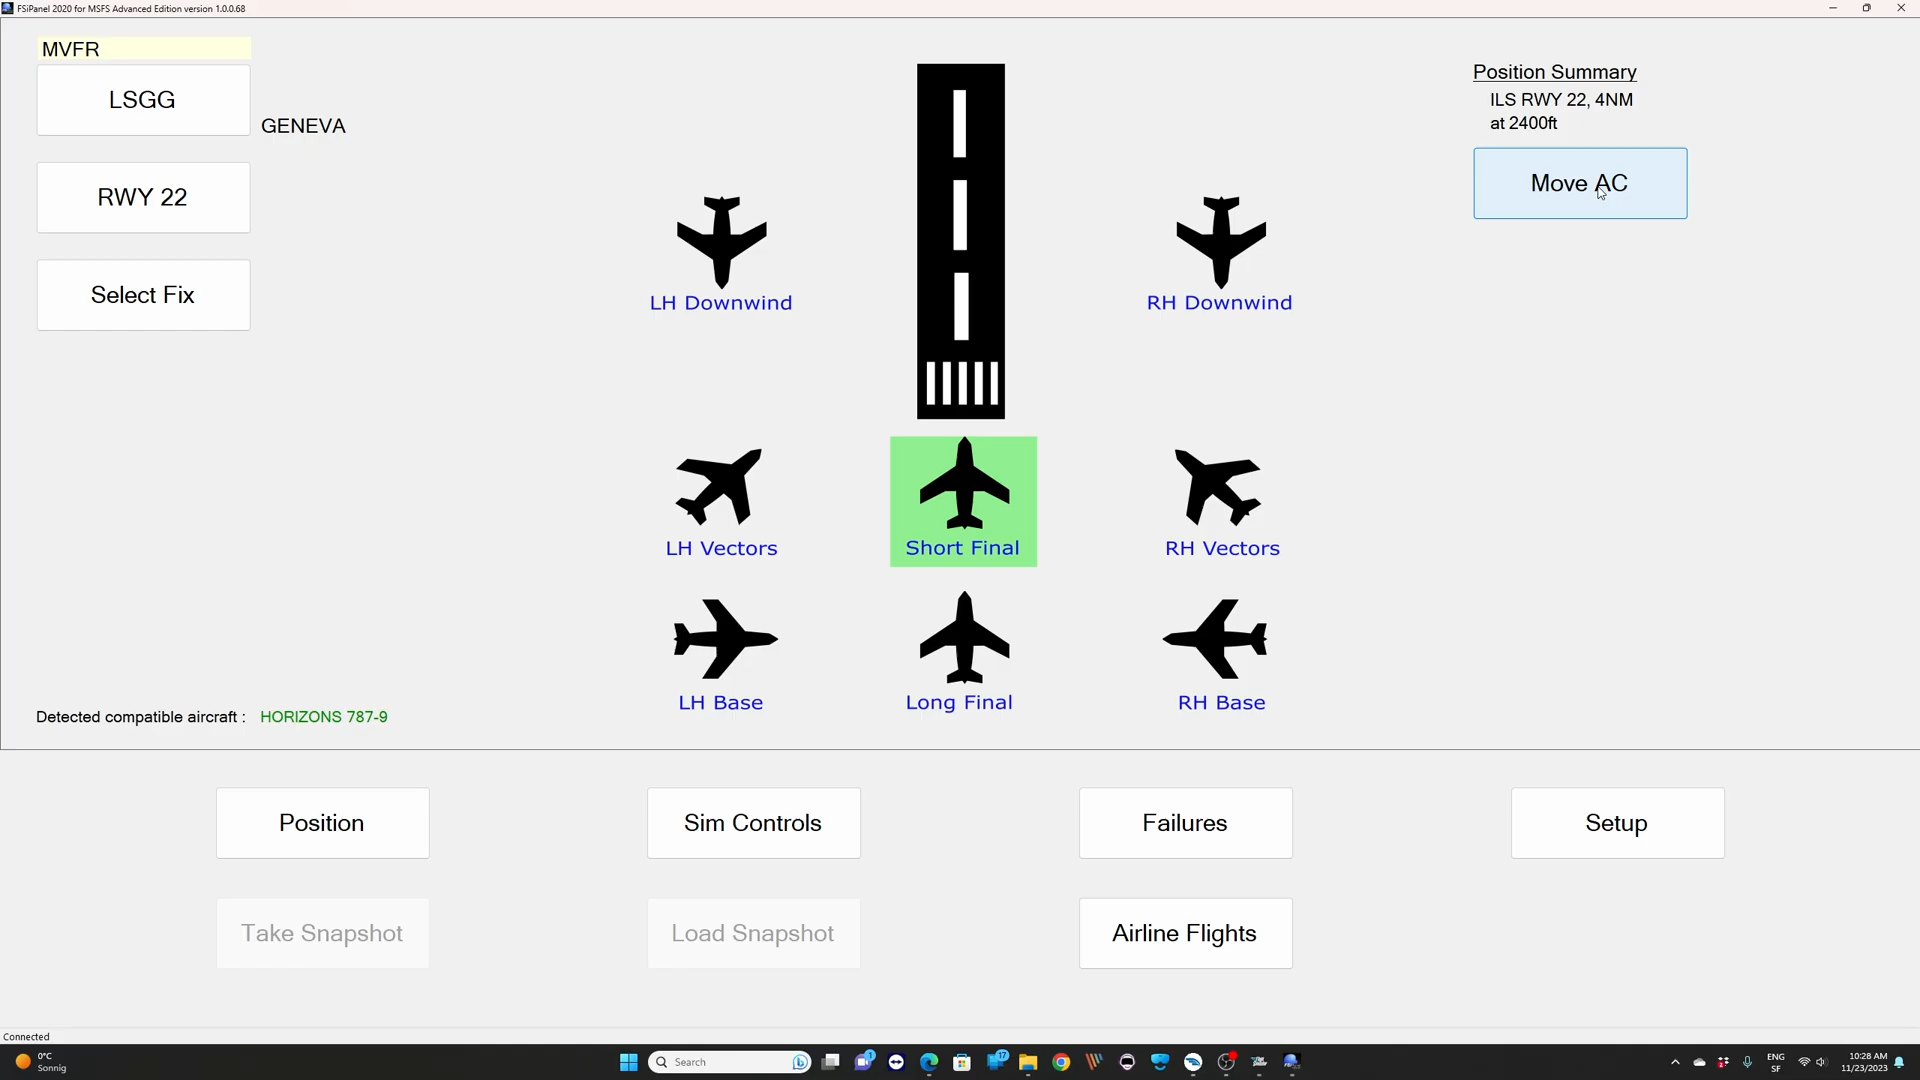 FSiPanel 2020 for MSFS Advanced Edition version 1.0.0.68
MVFR
LSGG
GENEVA
RWY 22
Select Fix
Position Summary
ILS RWY 22, 4NM
at 2400ft
Move AC
LH Downwind
RH Downwind
LH Vectors
Short Final
RH Vectors
LH Base
Long Final
RH Base
Detected compatible aircraft : HORIZONS 787-9
Position
Sim Controls
Failures
Setup
Take Snapshot
Load Snapshot
Airline Flights
Connected
0°C
Sonnig
Search
1
17
ENG
SF
10:28 AM
11/23/2023